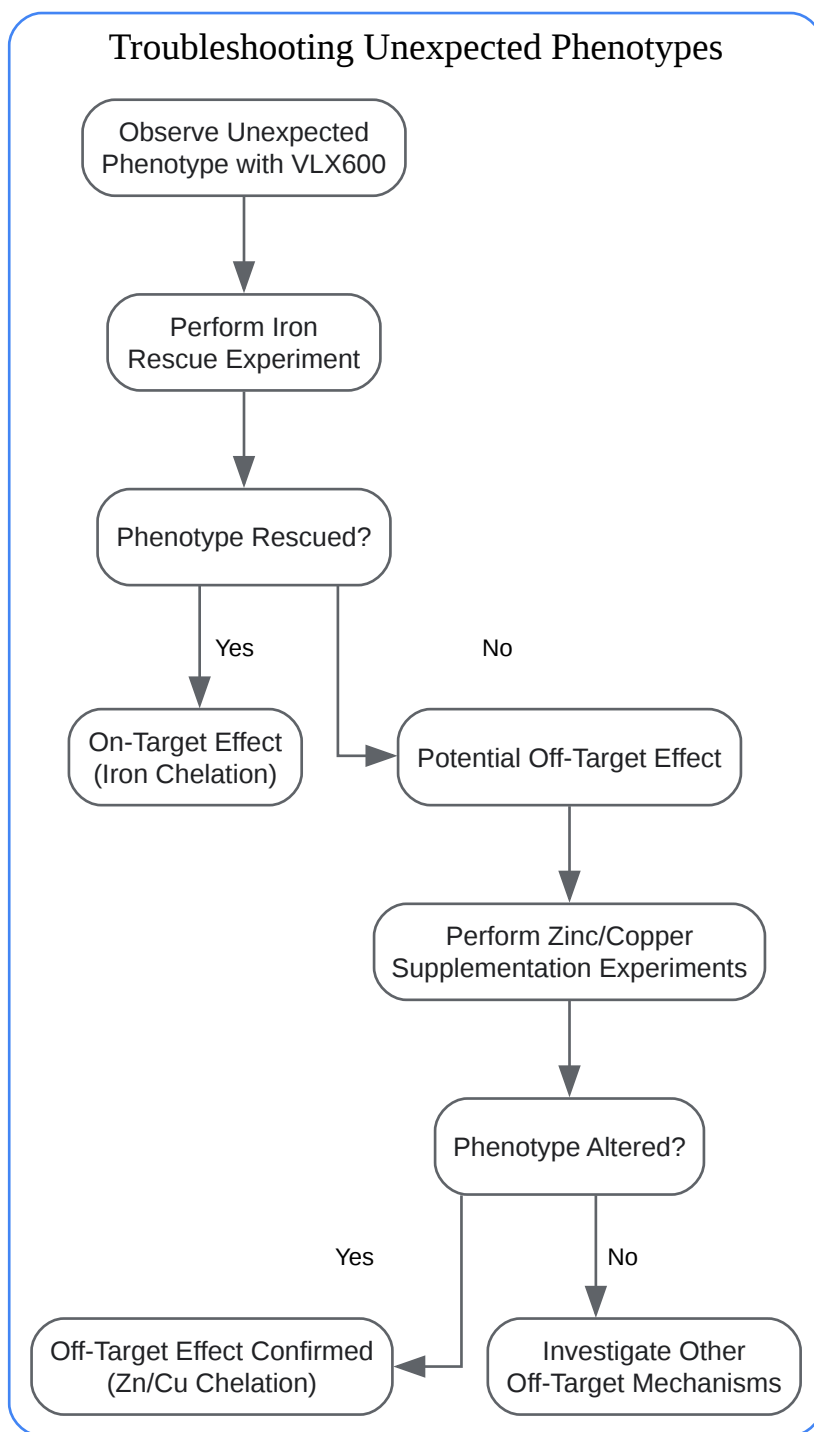 Troubleshooting Unexpected Phenotypes
Observe Unexpected
Phenotype with VLX600
Perform Iron
Rescue Experiment
Phenotype Rescued?
Yes
No
On-Target Effect
(Iron Chelation)
Potential Off-Target Effect
Perform Zinc/Copper
Supplementation Experiments
Phenotype Altered?
Yes
No
Off-Target Effect Confirmed
(Zn/Cu Chelation)
Investigate Other
Off-Target Mechanisms